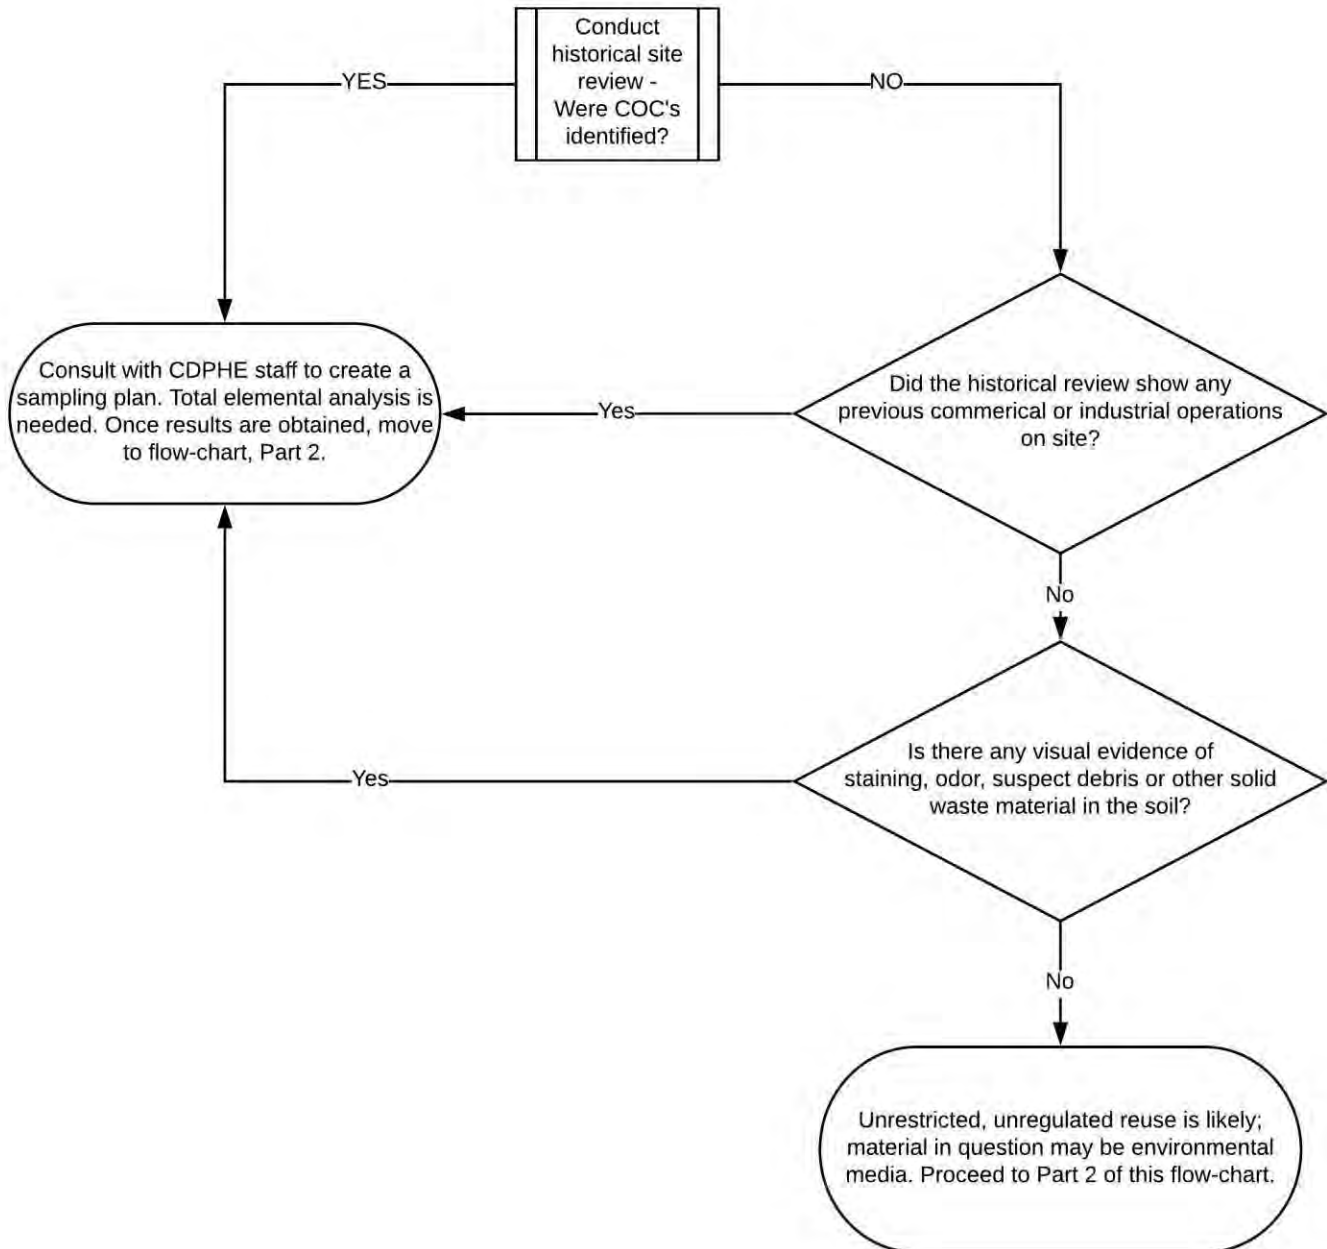 Conduct
historical site
review -
Were COC's
identified?
YES
NO
Consult with CDPHE staff to create a
sampling plan. Total elemental analysis is
needed. Once results are obtained, move
to flow-chart, Part 2.
Yes
Did the historical review show any
previous commerical or industrial operations
on site?
No
Is there any visual evidence of
staining, odor, suspect debris or other solid
waste material in the soil?
Yes
No
Unrestricted, unregulated reuse is likely;
material in question may be environmental
media. Proceed to Part 2 of this flow-chart.